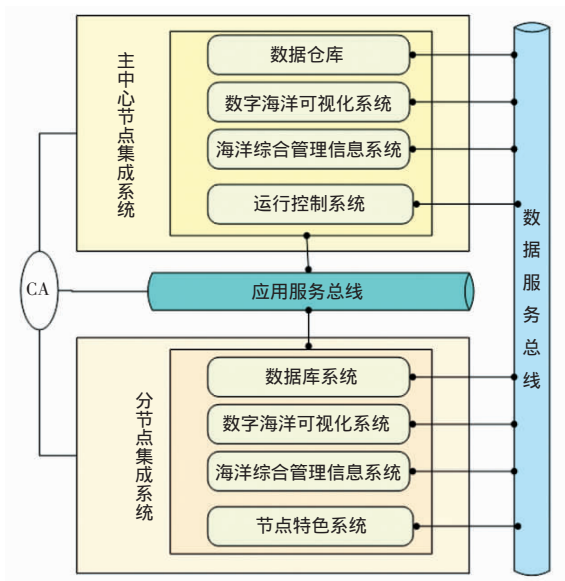 主中心节点集成系统
数据仓库
数字海洋可视化系统
海洋综合管理信息系统
运行控制系统
CA
应用服务总线
数据服务总线
分节点集成系统
数据库系统
数字海洋可视化系统
海洋综合管理信息系统
节点特色系统